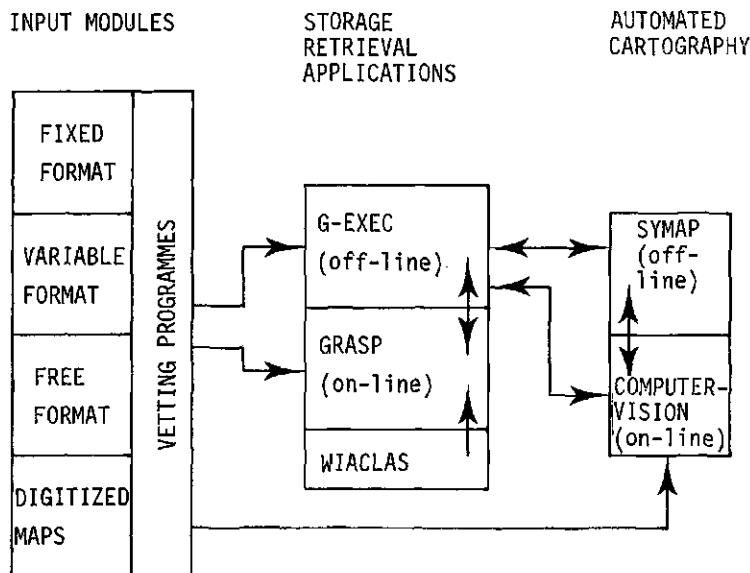 INPUT MODULES
STORAGE
RETRIEVAL
APPLICATIONS
AUTOMATED
CARTOGRAPHY
FIXED
FORMAT
VARIABLE
FORMAT
FREE
FORMAT
DIGITIZED
MAPS
VETTING PROGRAMMES
G-EXEC
(off-line)
GRASP
(on-line)
WIACLAS
SYMAP
(off-
line)
COMPUTER-
VISION
(on-line)